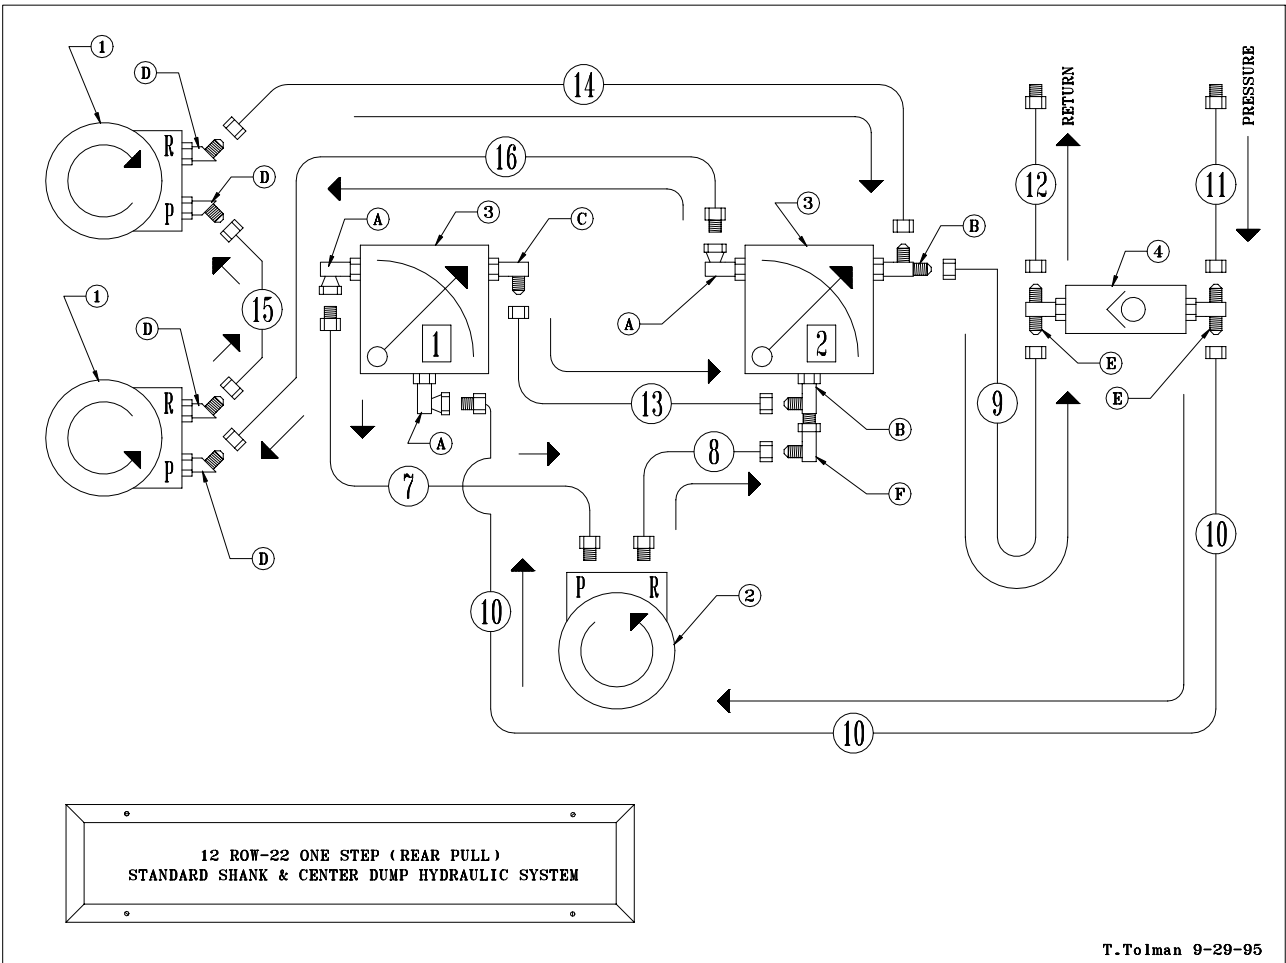 1
D
14
RETURN
PRESSURE
R
16
D
12
11
P
A
3
C
3
B
4
1
15
D
A
1
2
E
E
R
13
9
A
B
8
P
7
F
10
D
P R
2
10
10
12 ROW-22 ONE STEP (REAR PULL)
STANDARD SHANK & CENTER DUMP HYDRAULIC SYSTEM
T.Tolman 9-29-95